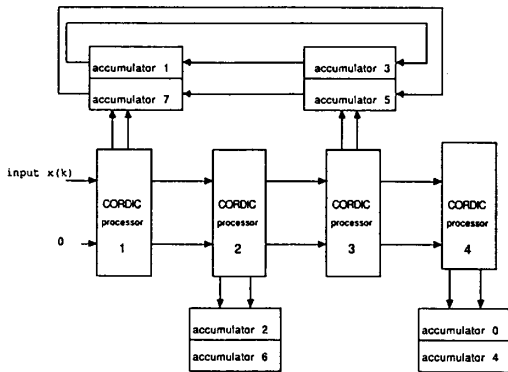 accumulator 1
accumulator 7
accumulator 3
accumulator 5
input x(k)
0
CORDIC
processor
1
CORDIC
processor
2
CORDIC
processor
3
CORDIC
processor
4
accumulator 2
accumulator 6
accumulator 0
accumulator 4